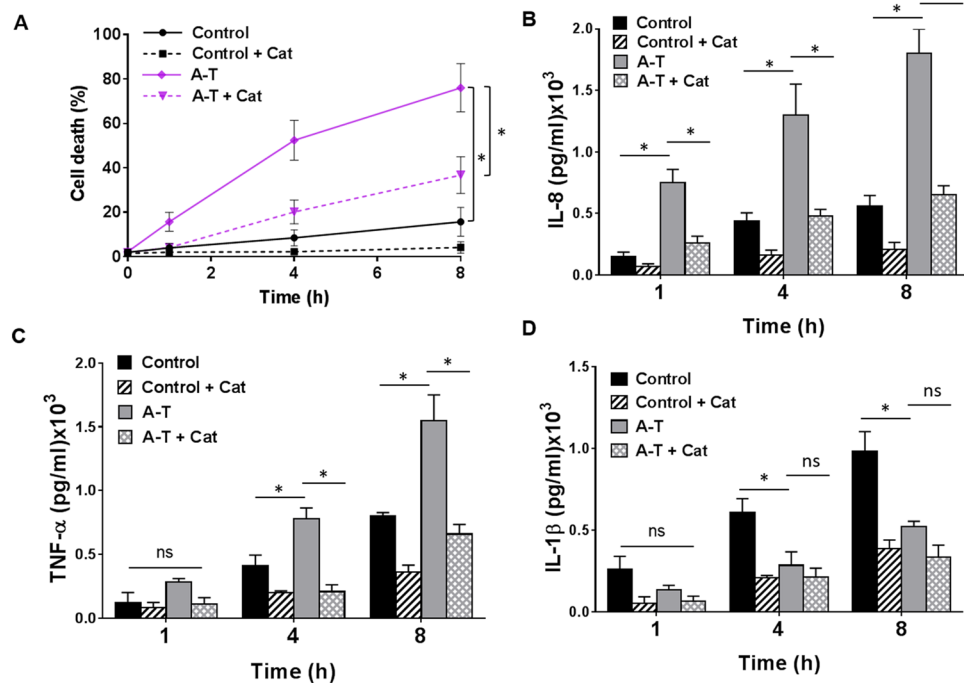 A
Cell death (%)
100
80
60
40
20
0
0
2
4
6
8
Time (h)
Control
Control + Cat
A-T
A-T + Cat
*
*
B
IL-8 (pg/ml)x10³
2.0
1.5
1.0
0.5
0.0
Control
Control + Cat
A-T
A-T + Cat
* *
* *
*
1 4 8
Time (h)
C
TNF-α (pg/ml)x10³
2.0
1.5
1.0
0.5
0.0
Control
Control + Cat
A-T
A-T + Cat
ns
* *
* *
1 4 8
Time (h)
D
IL-1β (pg/ml)x10³
1.5
1.0
0.5
0.0
Control
Control + Cat
A-T
A-T + Cat
ns
* ns
* ns
1 4 8
Time (h)